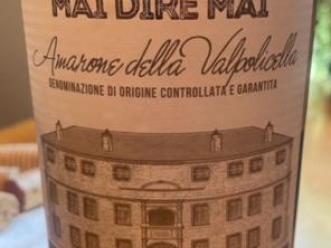 MAI DIRE MAI
Amarone della Valpolicella
DENOMINAZIONE DI ORIGINE CONTROLLATA E GARANTITA